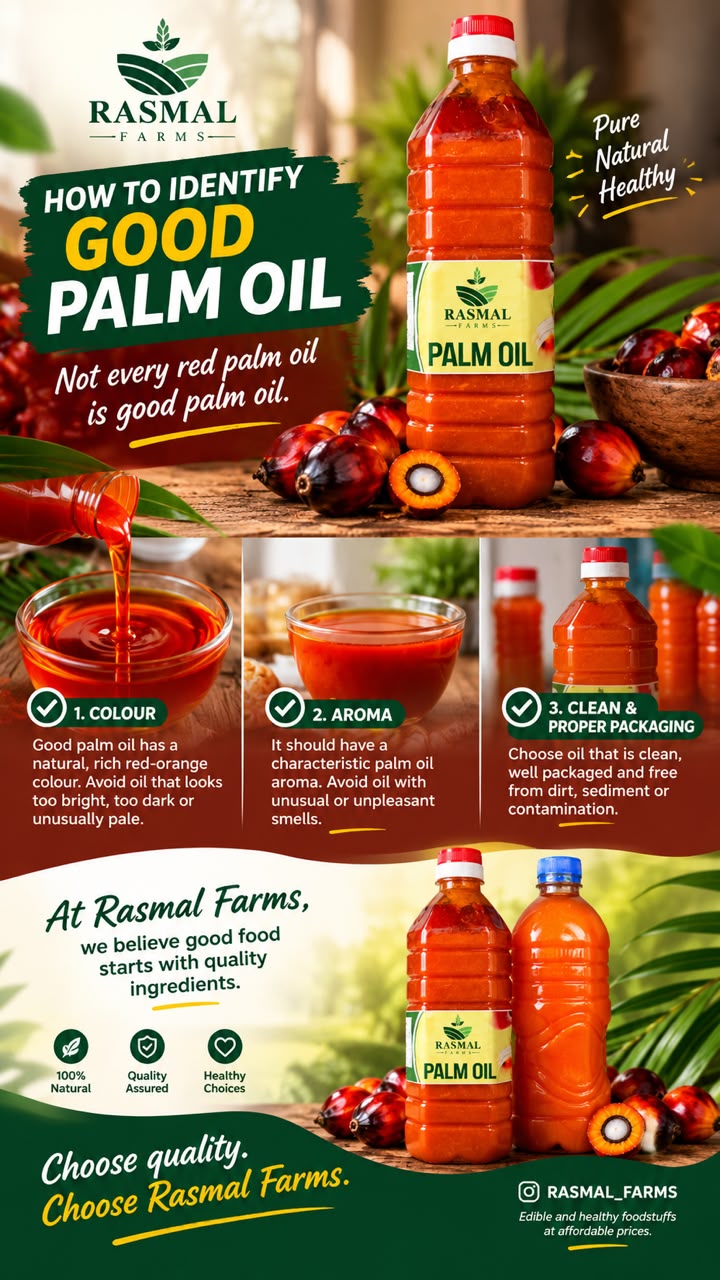 RASMAL
FARMS
HOW TO IDENTIFY
GOOD
PALM OIL
Not every red palm oil
is good palm oil.
Pure
Natural
Healthy
RASMAL
FARMS
PALM OIL
1. COLOUR
Good palm oil has a
natural, rich red-orange
colour. Avoid oil that looks
too bright, too dark or
unusually pale.
2. AROMA
It should have a
characteristic palm oil
aroma. Avoid oil with
unusual or unpleasant
smells.
3. CLEAN &
PROPER PACKAGING
Choose oil that is clean,
well packaged and free
from dirt, sediment or
contamination.
At Rasmal Farms,
we believe good food
starts with quality
ingredients.
100%
Natural
Quality
Assured
Healthy
Choices
RASMAL
FARMS
PALM OIL
Choose quality.
Choose Rasmal Farms.
RASMAL_FARMS
Edible and healthy foodstuffs
at affordable prices.